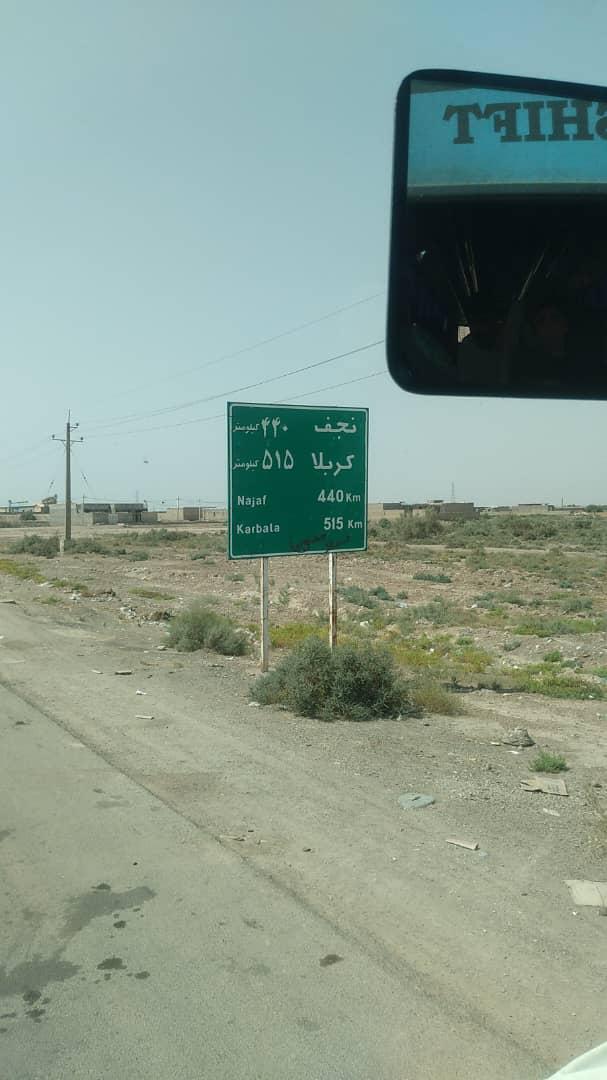 SHIFT
نجف ۴۴۰ کیلومتر
کربلا ۵۱۵ کیلومتر
Najaf 440 Km
Karbala 515 Km